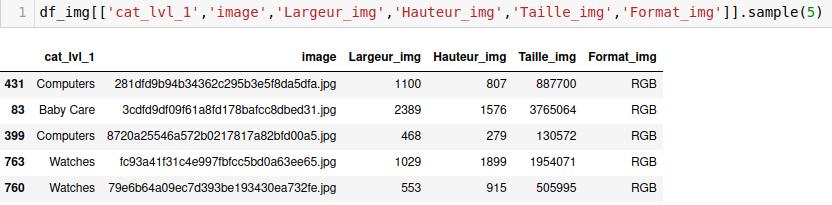 1 df_img[['cat_lvl_1','image','Largeur_img','Hauteur_img','Taille_img','Format_img']].sample(5)
cat_lvl_1 image Largeur_img Hauteur_img Taille_img Format_img
431 Computers 281dfd9b94b34362c295b3e5f8da5dfa.jpg 1100 807 887700 RGB
83 Baby Care 3cdfd9df09f61a8fd178bafcc8dbed31.jpg 2389 1576 3765064 RGB
399 Computers 8720a25546a572b0217817a82bfd00a5.jpg 468 279 130572 RGB
763 Watches fc93a41f31c4e997fbfcc5bd0a63ee65.jpg 1029 1899 1954071 RGB
760 Watches 79e6b64a09ec7d393be193430ea732fe.jpg 553 915 505995 RGB